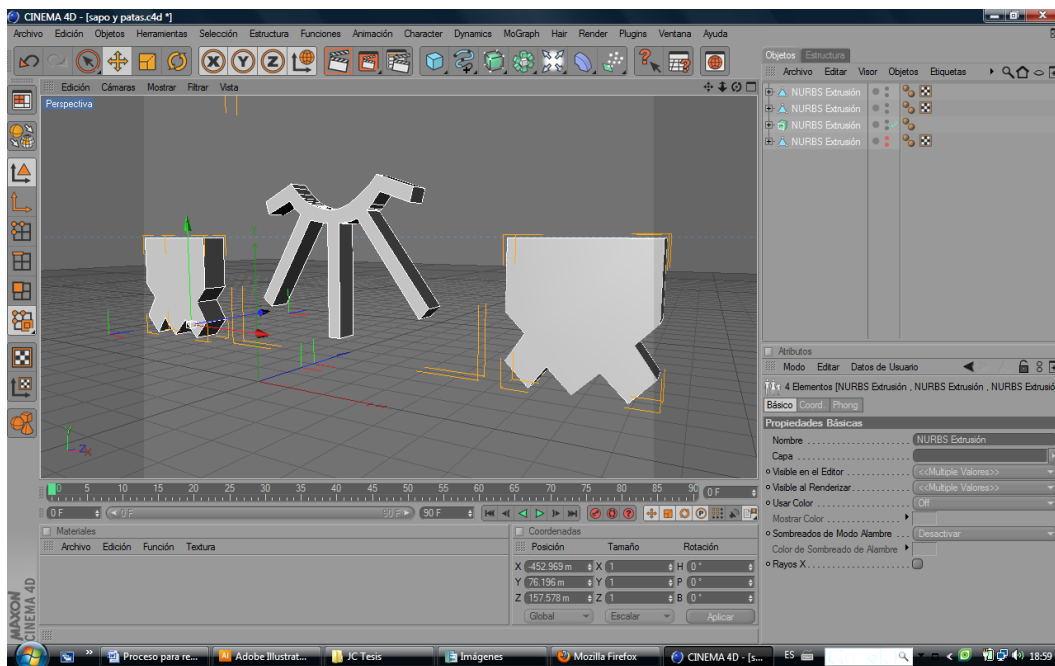 CINEMA 4D - [sapo y patas.c4d *]
Archivo Edición Objetos Herramientas Selección Estructura Funciones Animación Character Dynamics MoGraph Hair Render Plugins Ventana Ayuda
Objetos Estructura
Archivo Editar Visor Objetos Etiquetas
Edición Cámaras Mostrar Filtrar Vista
Perspectiva
NURBS Extrusión
NURBS Extrusión
NURBS Extrusión
NURBS Extrusión
X Y Z
Y
Z
X
Atributos
Modo Editar Datos de Usuario
4 Elementos [NURBS Extrusión , NURBS Extrusión , NURBS Extrusió
Básico Coord. Phong
Propiedades Básicas
Nombre NURBS Extrusión
Capa
Visible en el Editor <<Multiple Valores>>
Visible al Renderizar <<Multiple Valores>>
Usar Color Off
Mostrar Color
Sombreados de Modo Alambre Desactivar
Color de Sombreado de Alambre
Rayos X
0 5 10 15 20 25 30 35 40 45 50 55 60 65 70 75 80 85 90 0 F
0 F 0 F 90 F 90 F
Materiales
Archivo Edición Función Textura
Coordenadas
Posición Tamaño Rotación
X -452.969 m X 1 H 0 °
Y 76.196 m Y 1 P 0 °
Z 157.578 m Z 1 B 0 °
Global Escalar Aplicar
MAXON
CINEMA 4D
Proceso para re... Adobe Illustrat... JC Tesis Imágenes Mozilla Firefox CINEMA 4D - [s... ES 18:59